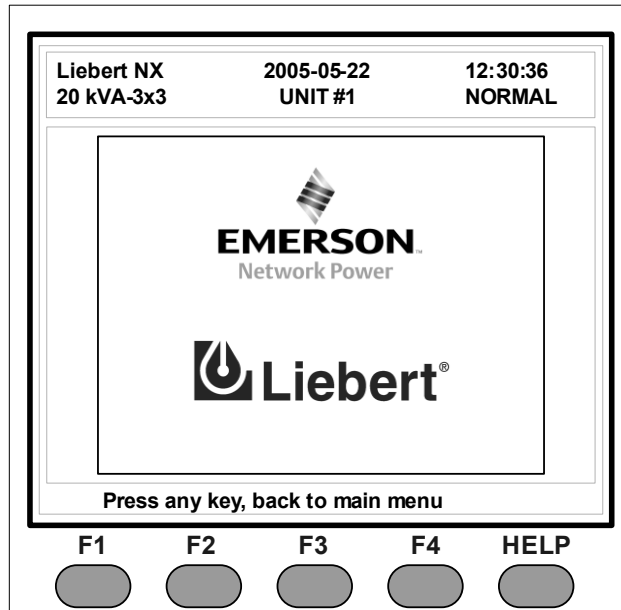 Liebert NX 2005-05-22 12:30:36
20 kVA-3x3 UNIT #1 NORMAL
EMERSON™
Network Power
Liebert®
Press any key, back to main menu
F1 F2 F3 F4 HELP